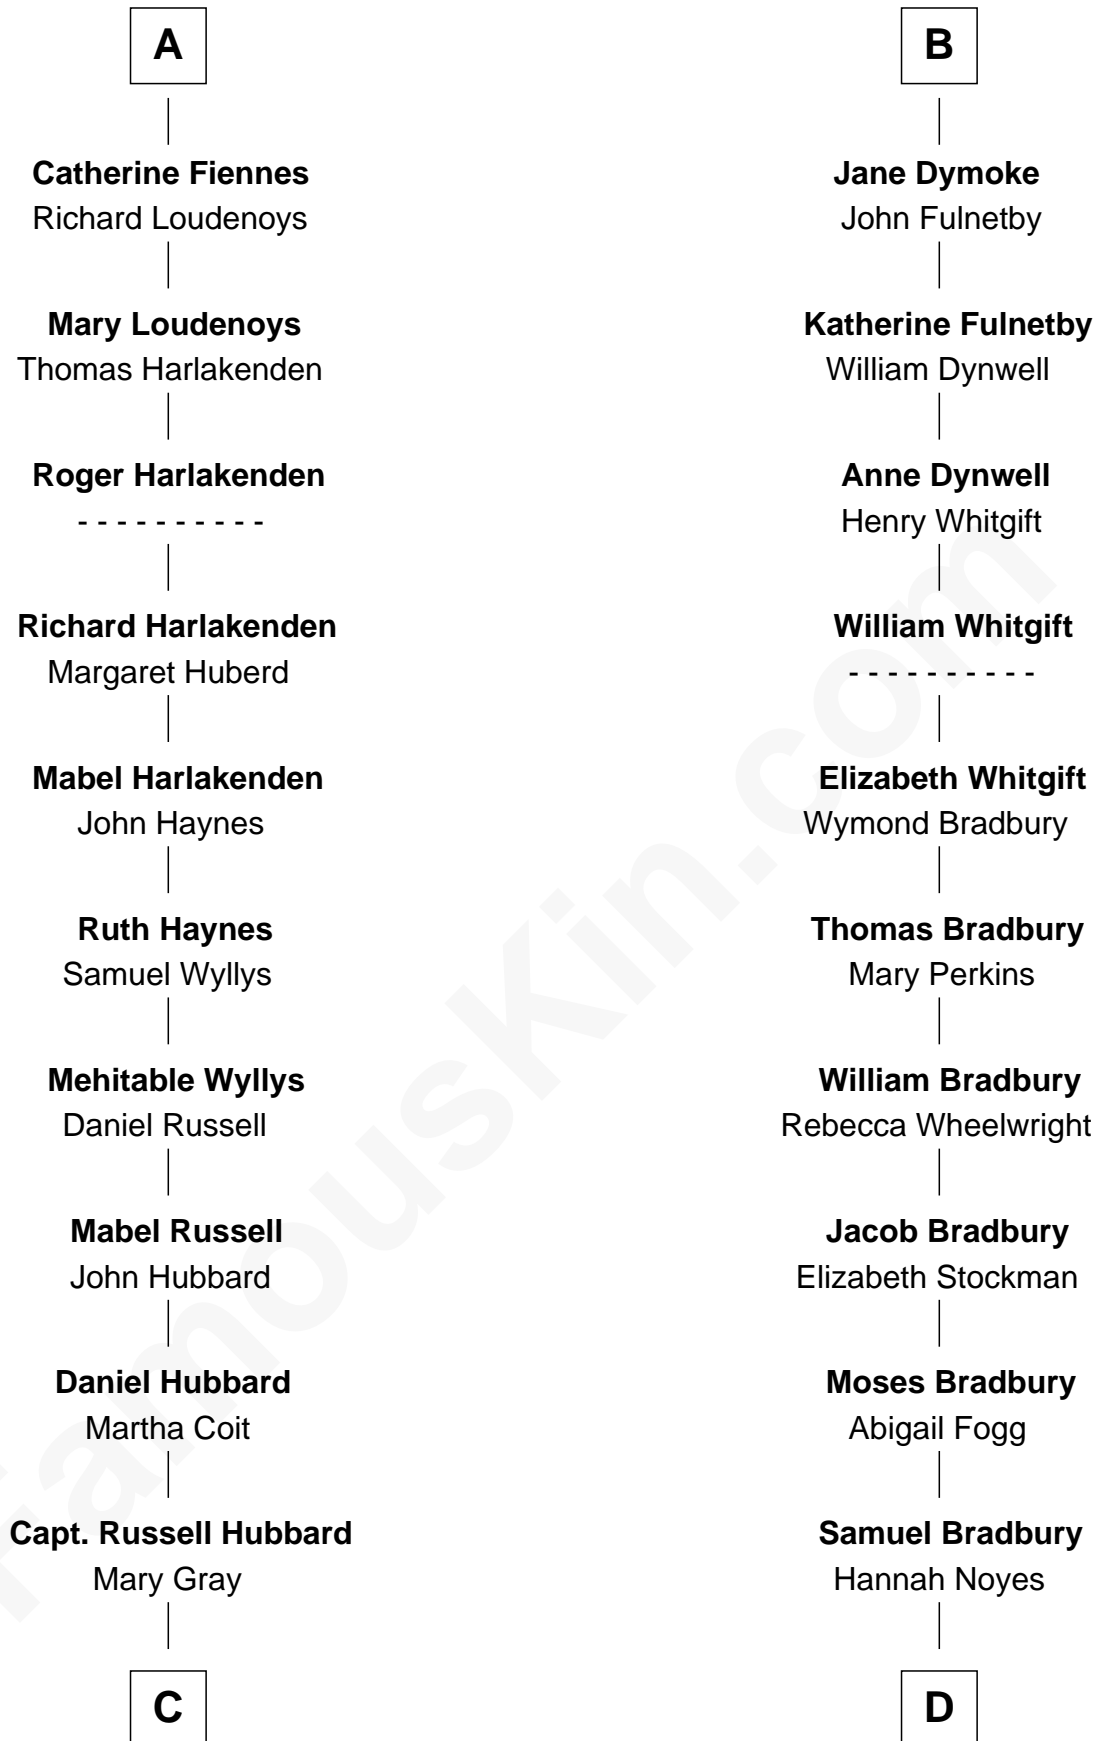 A
Catherine Fiennes
Richard Loudenoys
Mary Loudenoys
Thomas Harlakenden
Roger Harlakenden
- - - - - - - - - -
Richard Harlakenden
Margaret Huberd
Mabel Harlakenden
John Haynes
Ruth Haynes
Samuel Wyllys
Mehitable Wyllys
Daniel Russell
Mabel Russell
John Hubbard
Daniel Hubbard
Martha Coit
Capt. Russell Hubbard
Mary Gray
C
B
Jane Dymoke
John Fulnetby
Katherine Fulnetby
William Dynwell
Anne Dynwell
Henry Whitgift
William Whitgift
- - - - - - - - - -
Elizabeth Whitgift
Wymond Bradbury
Thomas Bradbury
Mary Perkins
William Bradbury
Rebecca Wheelwright
Jacob Bradbury
Elizabeth Stockman
Moses Bradbury
Abigail Fogg
Samuel Bradbury
Hannah Noyes
D
FamousKin.com